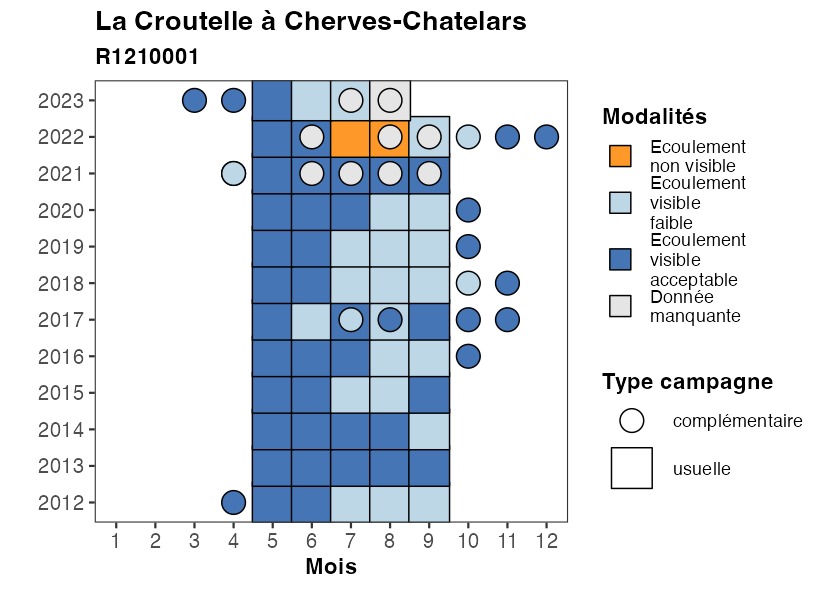 La Croutelle à Cherves-Chatelars
R1210001
2023
2022
2021
2020
2019
2018
2017
2016
2015
2014
2013
2012
1 2 3 4 5 6 7 8 9 10 11 12
Mois
Modalités
Ecoulement
non visible
Ecoulement
visible
faible
Ecoulement
visible
acceptable
Donnée
manquante
Type campagne
complémentaire
usuelle